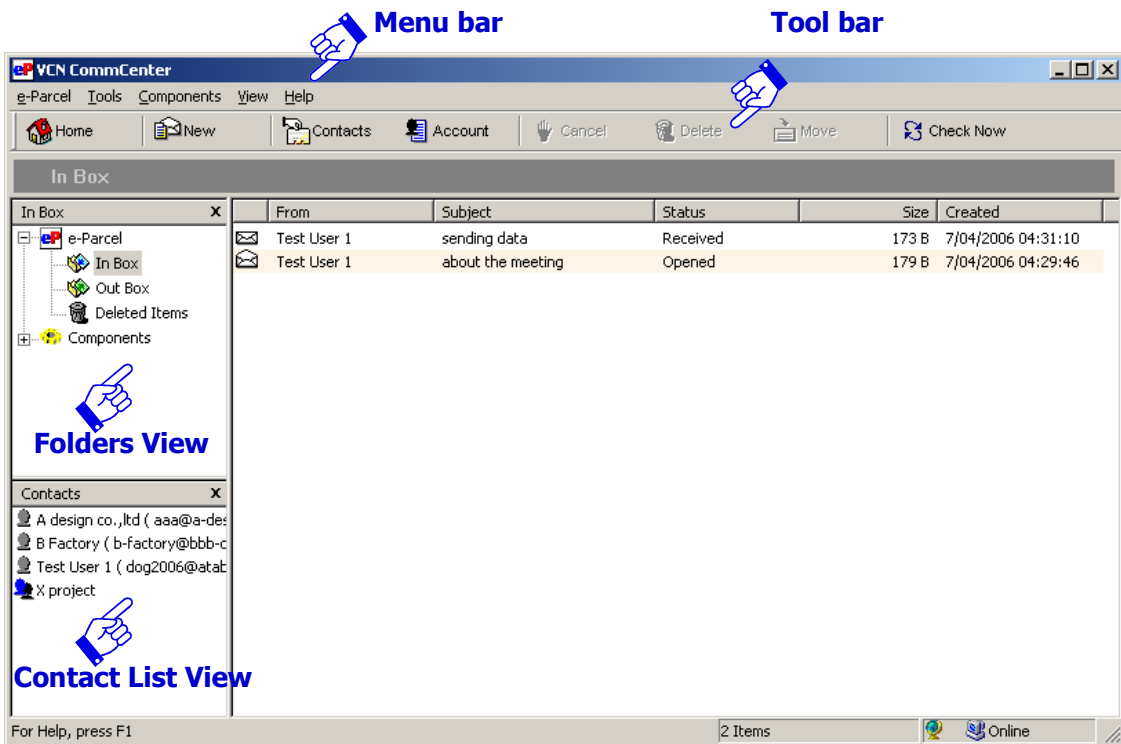 Menu bar Tool bar
eP VCN CommCenter
e-Parcel Tools Components View Help
Home New Contacts Account Cancel Delete Move Check Now
In Box
In Box X From Subject Status Size Created
eP e-Parcel Test User 1 sending data Received 173 B 7/04/2006 04:31:10
In Box Test User 1 about the meeting Opened 179 B 7/04/2006 04:29:46
Out Box
Deleted Items
Components
Folders View
Contacts X
A design co.,ltd ( aaa@a-des
B Factory ( b-factory@bbb-c
Test User 1 ( dog2006@atab
X project
Contact List View
For Help, press F1 2 Items Online